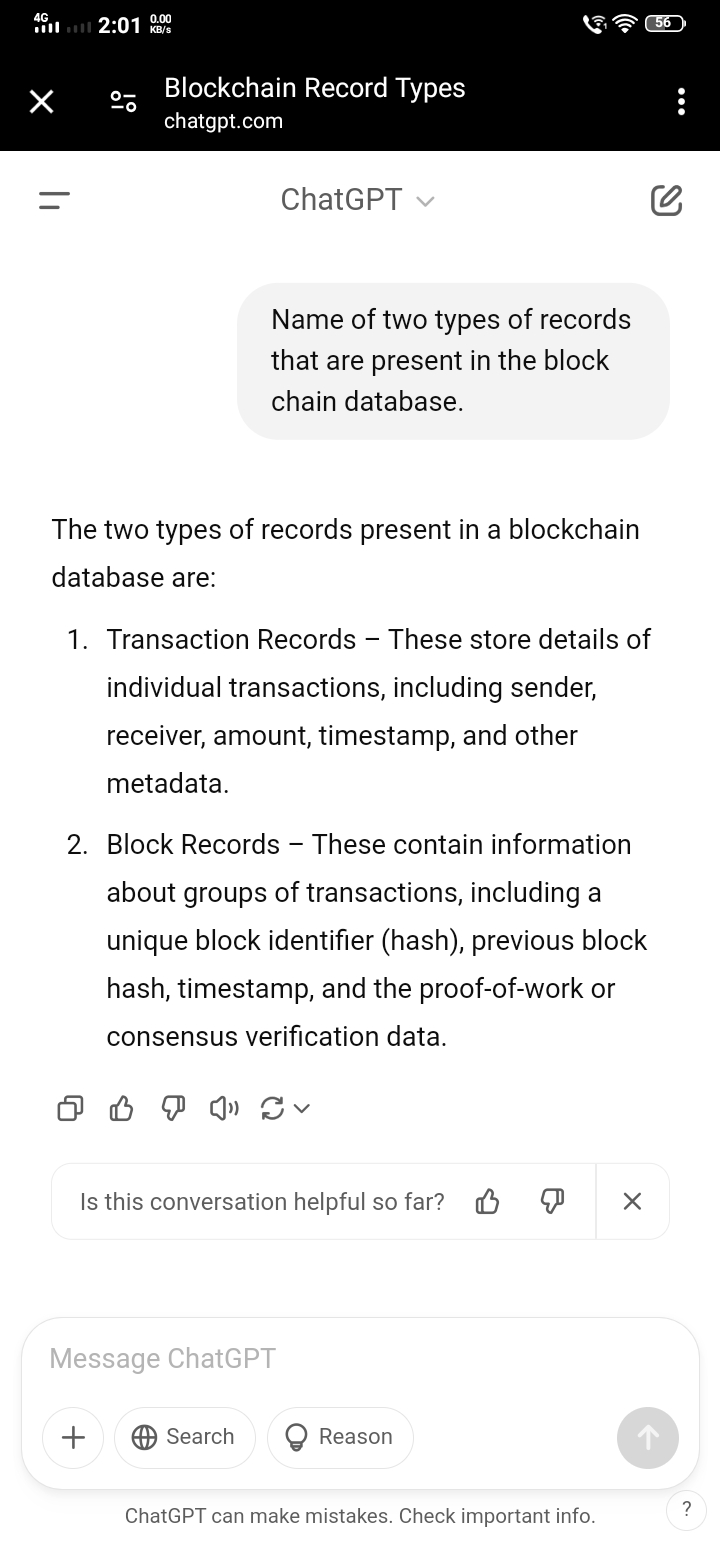 4G 2:01 0.00 KB/s 56
Blockchain Record Types
chatgpt.com
ChatGPT
Name of two types of records
that are present in the block
chain database.
The two types of records present in a blockchain
database are:
1. Transaction Records – These store details of
individual transactions, including sender,
receiver, amount, timestamp, and other
metadata.
2. Block Records – These contain information
about groups of transactions, including a
unique block identifier (hash), previous block
hash, timestamp, and the proof-of-work or
consensus verification data.
Is this conversation helpful so far?
Message ChatGPT
Search Reason
ChatGPT can make mistakes. Check important info.
?